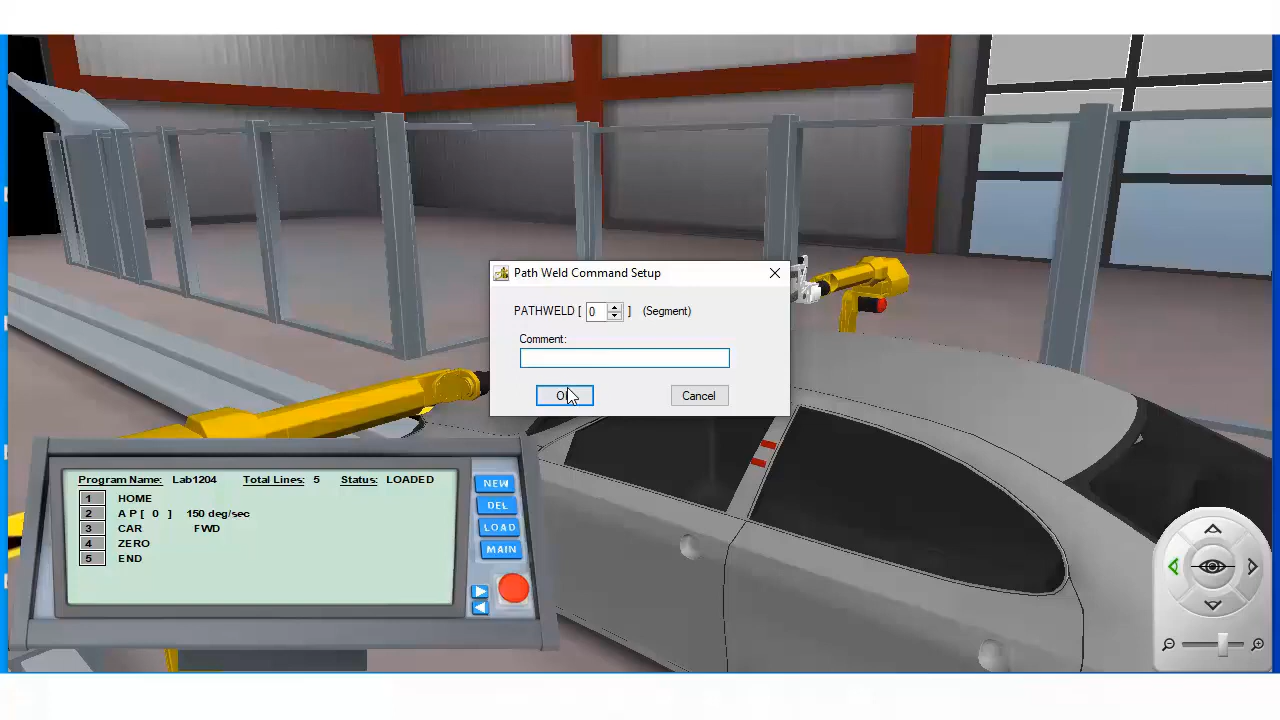 Path Weld Command Setup
PATHWELD [ 0 ] (Segment)
Comment:
Cancel
Program Name: Lab1204 Total Lines: 5 Status: LOADED
1 HOME
2 A P [ 0 ] 150 deg/sec
3 CAR FWD
4 ZERO
5 END
NEW
DEL
LOAD
MAIN